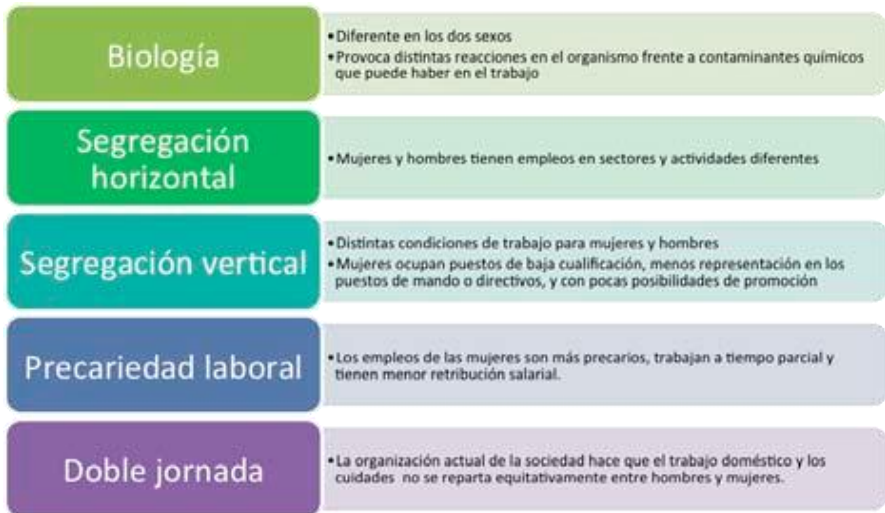 Biología
•Diferente en los dos sexos
•Provoca distintas reacciones en el organismo frente a contaminantes químicos
que puede haber en el trabajo
Segregación
horizontal
•Mujeres y hombres tienen empleos en sectores y actividades diferentes
Segregación vertical
•Distintas condiciones de trabajo para mujeres y hombres
•Mujeres ocupan puestos de baja cualificación, menos representación en los
puestos de mando o directivos, y con pocas posibilidades de promoción
Precariedad laboral
•Los empleos de las mujeres son más precarios, trabajan a tiempo parcial y
tienen menor retribución salarial.
Doble jornada
•La organización actual de la sociedad hace que el trabajo doméstico y los
cuidados no se reparta equitativamente entre hombres y mujeres.